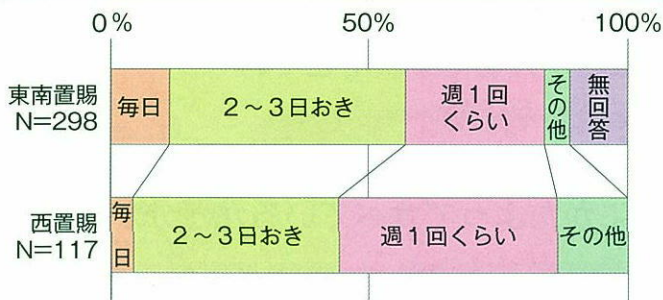 0%
50%
100%
東南置賜
N=298
毎日
2～3日おき
週1回
くらい
その他
無回答
西置賜
N=117
毎日
2～3日おき
週1回くらい
その他